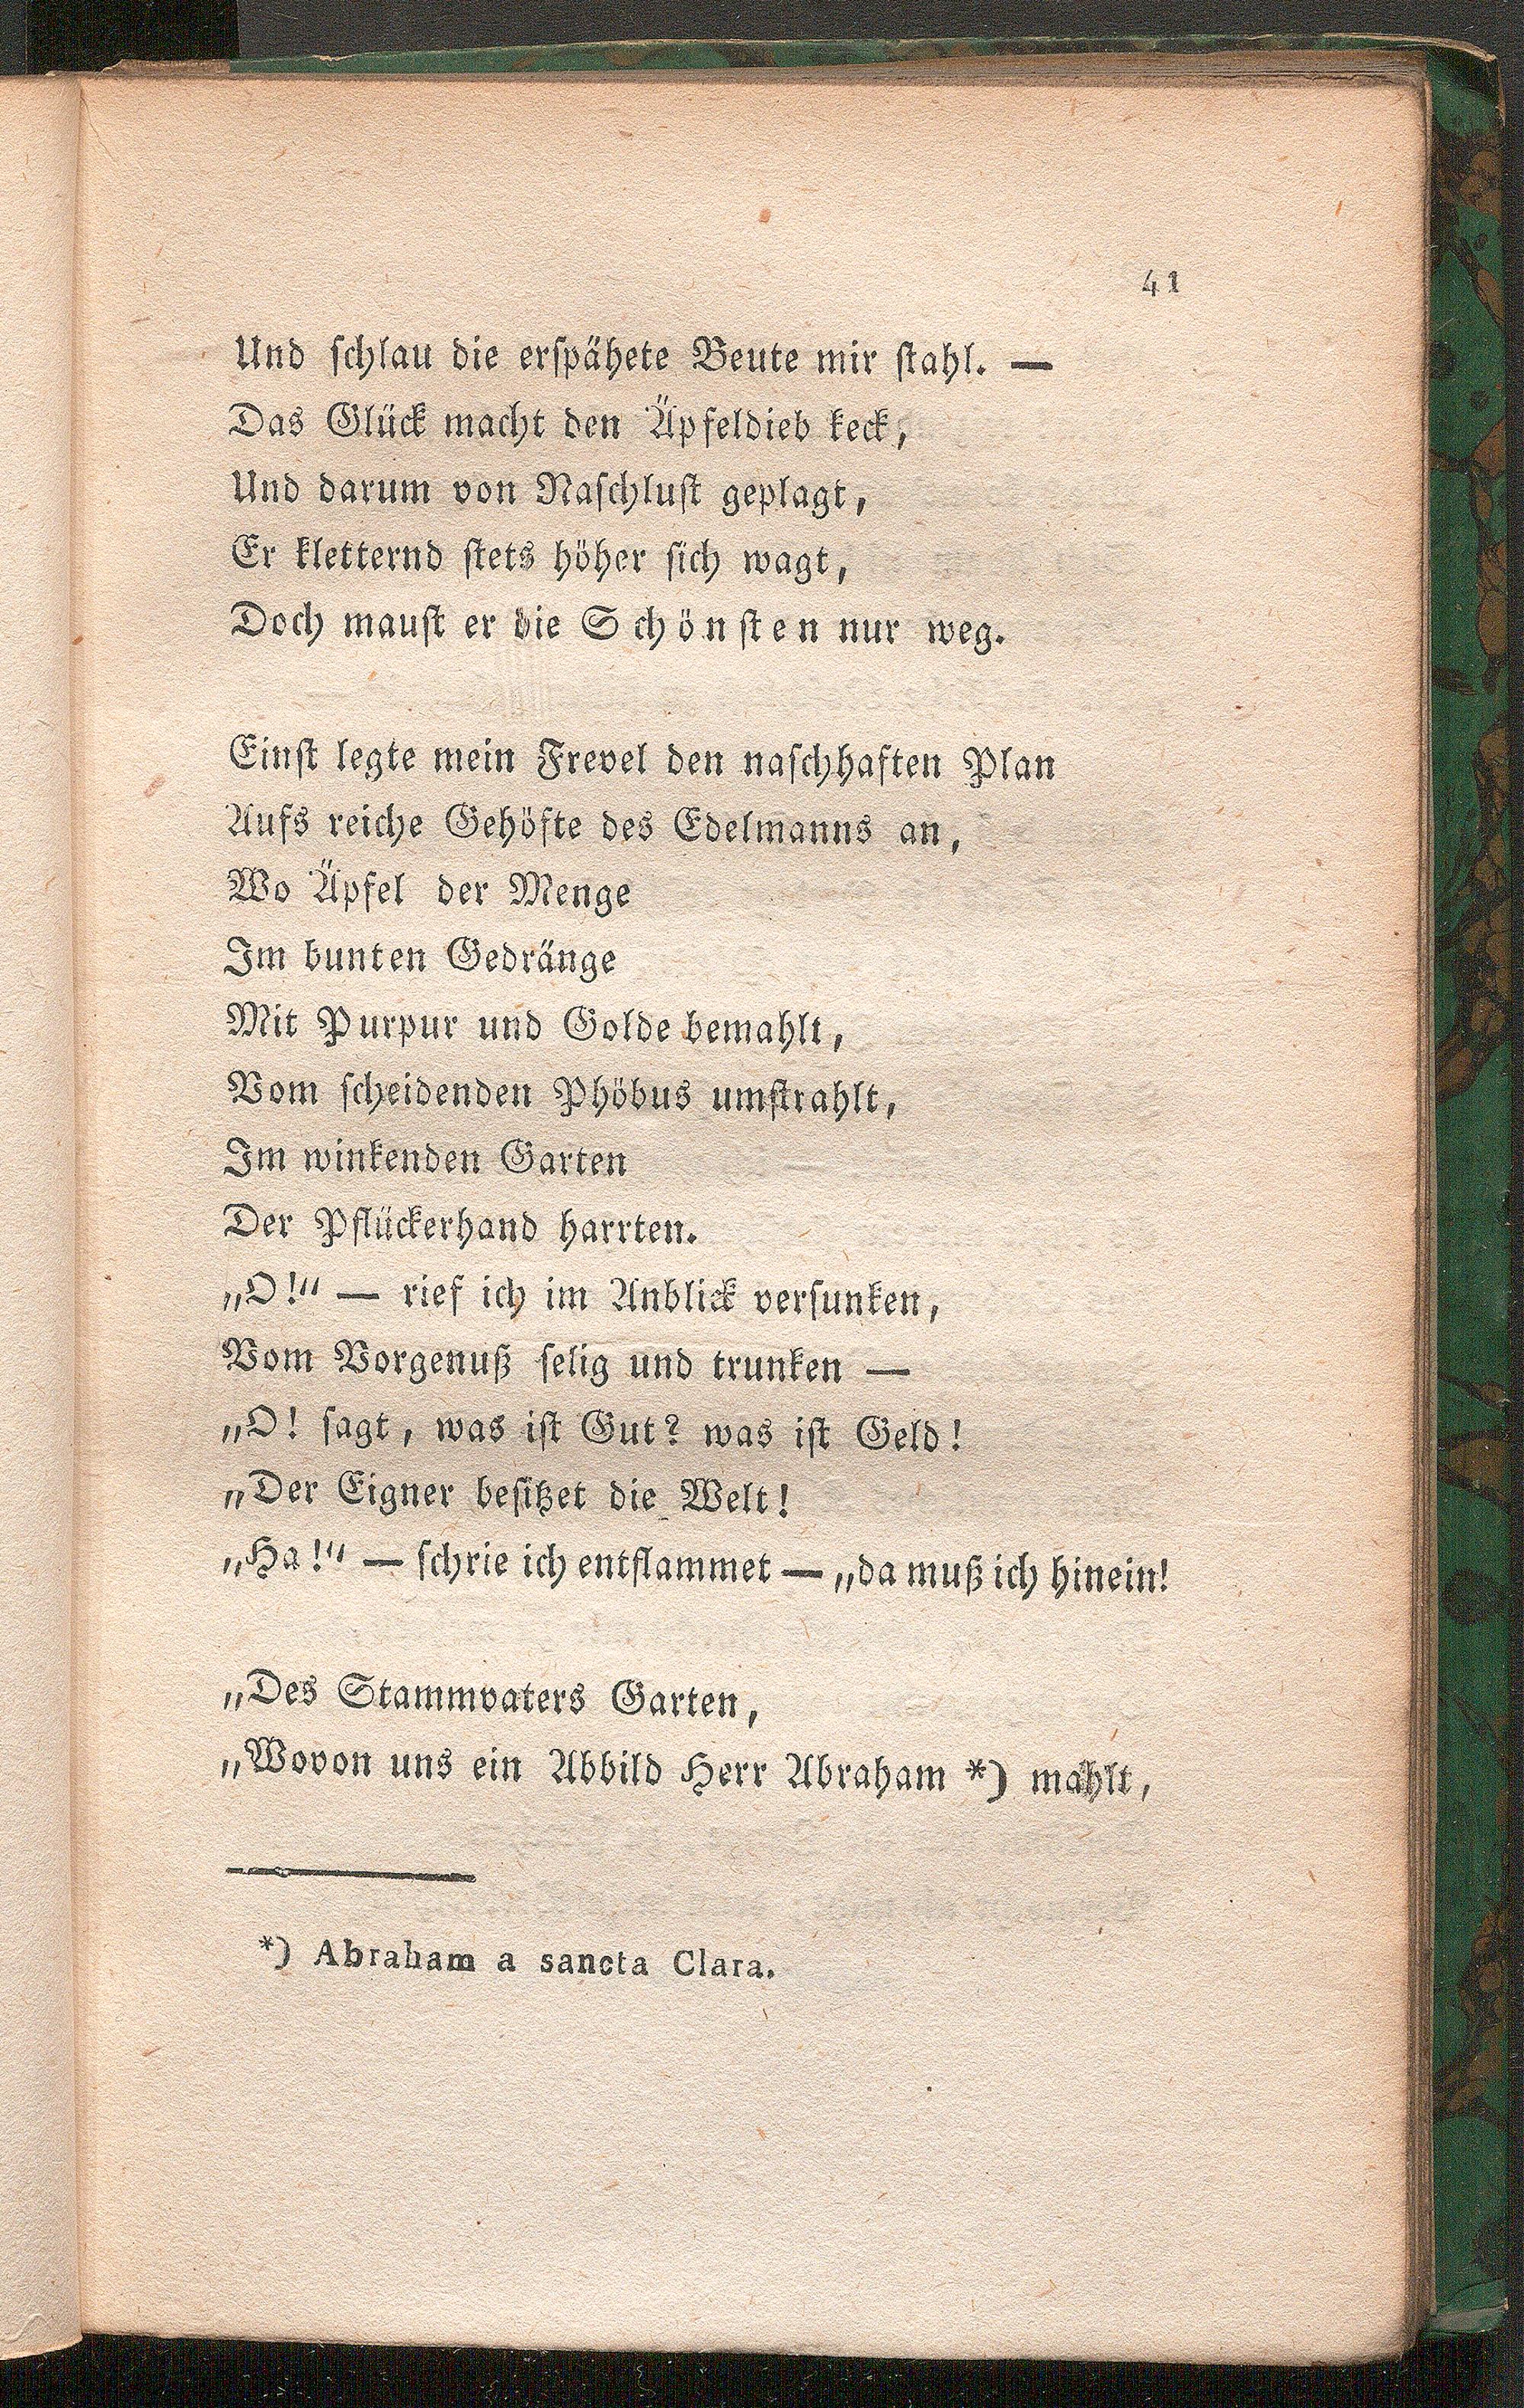 41
Und schlau die erspähete Beute mir stahl. —
Das Glück macht den Äpfeldieb keck,
Und darum von Naschlust geplagt,
Er kletternd stets höher sich wagt,
Doch maust er die Schönsten nur weg.
Einst legte mein Frevel den naschhaften Plan
Aufs reiche Gehöfte des Edelmanns an,
Wo Äpfel der Menge
Im bunten Gedränge
Mit Purpur und Golde bemahlt,
Vom scheidenden Phöbus umstrahlt,
Im winkenden Garten
Der Pflückerhand harrten.
„O!“ — rief ich im Anblick versunken,
Vom Vorgenuß selig und trunken —
„O! sagt, was ist Gut? was ist Geld!
„Der Eigner besitzet die Welt!
„Ha!“ — schrie ich entflammet — „da muß ich hinein!
„Des Stammvaters Garten,
„Wovon uns ein Abbild Herr Abraham *) mahlt,
*) Abraham a sancta Clara.